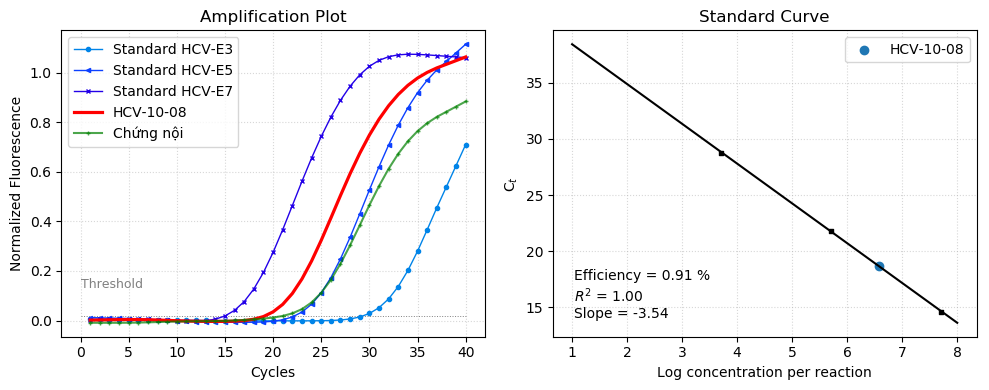 Amplification Plot
Normalized Fluorescence
1.0
0.8
0.6
0.4
0.2
0.0
Standard HCV-E3
Standard HCV-E5
Standard HCV-E7
HCV-10-08
Chứng nội
Threshold
0 5 10 15 20 25 30 35 40
Cycles
Standard Curve
Ct
35
30
25
20
15
HCV-10-08
Efficiency = 0.91 %
R² = 1.00
Slope = -3.54
1 2 3 4 5 6 7 8
Log concentration per reaction